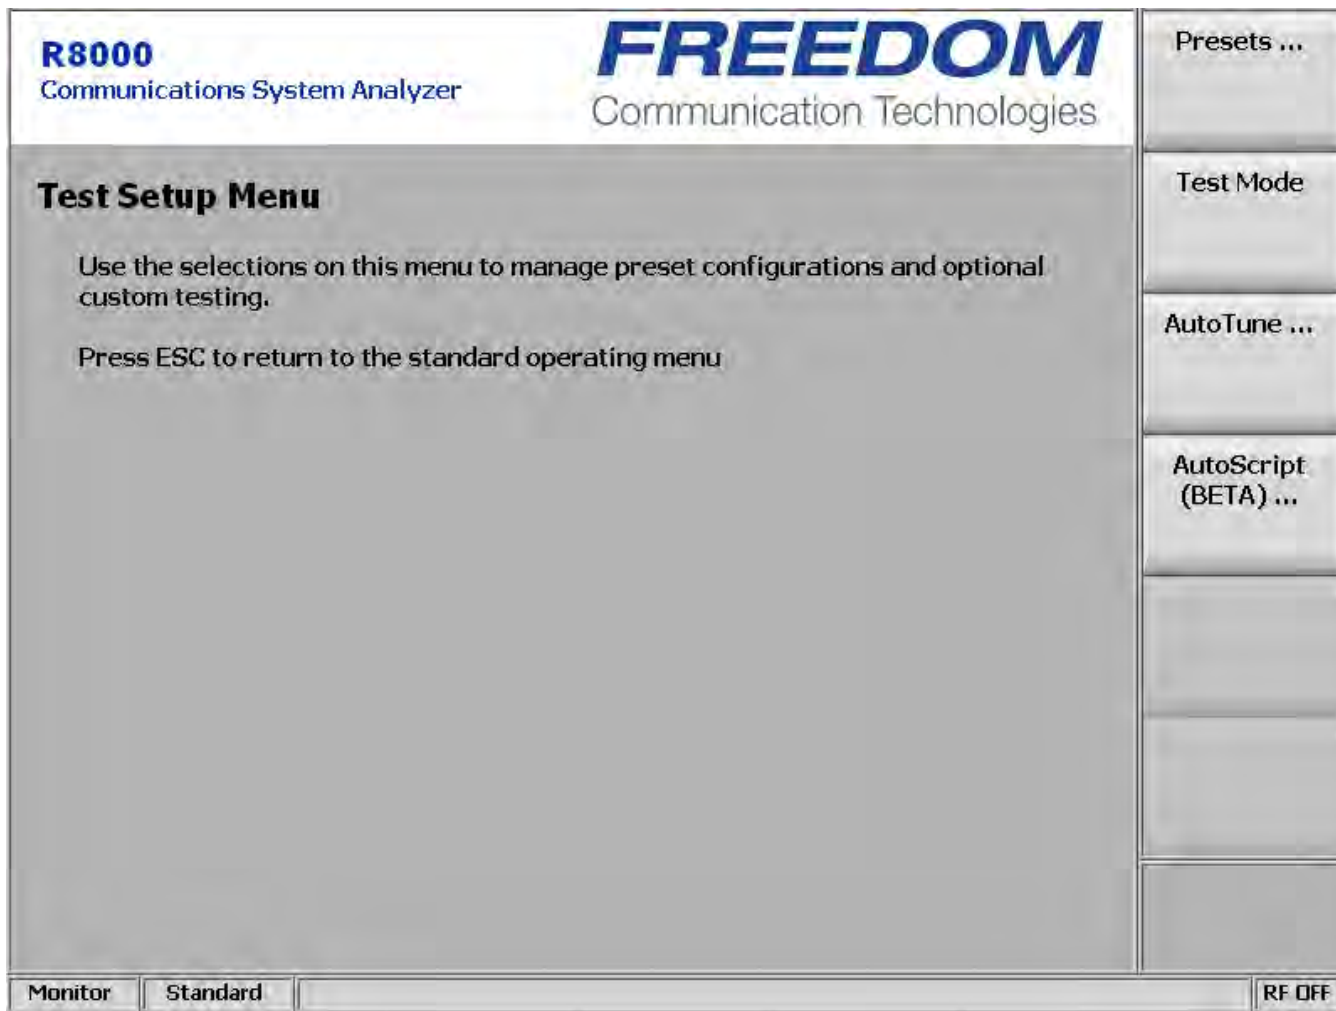 R8000
Communications System Analyzer
FREEDOM
Communication Technologies
Test Setup Menu
Use the selections on this menu to manage preset configurations and optional
custom testing.
Press ESC to return to the standard operating menu
Presets ...
Test Mode
AutoTune ...
AutoScript
(BETA) ...
Monitor
Standard
RF OFF